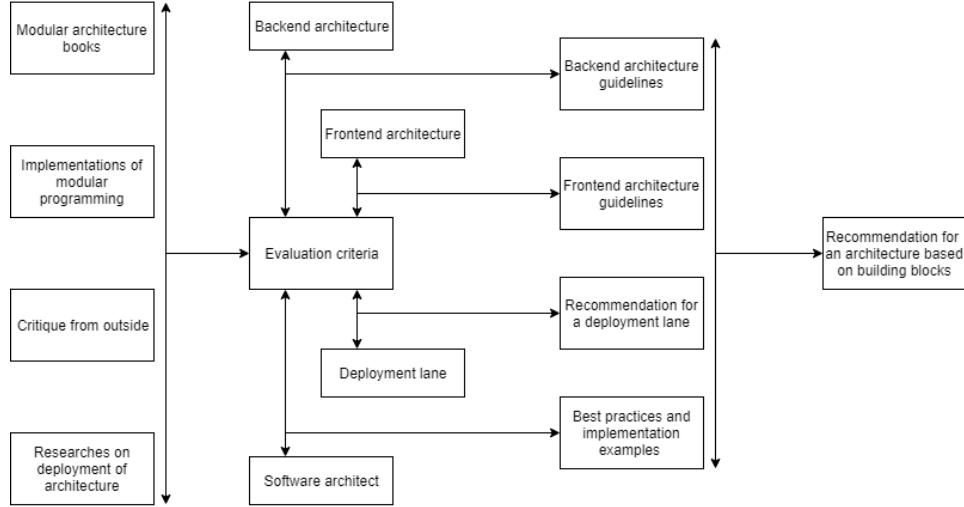 Modular architecture
books
Implementations of
modular
programming
Critique from outside
Researches on
deployment of
architecture
Backend architecture
Frontend architecture
Evaluation criteria
Deployment lane
Software architect
Backend architecture
guidelines
Frontend architecture
guidelines
Recommendation for
a deployment lane
Best practices and
implementation
examples
Recommendation for
an architecture based
on building blocks